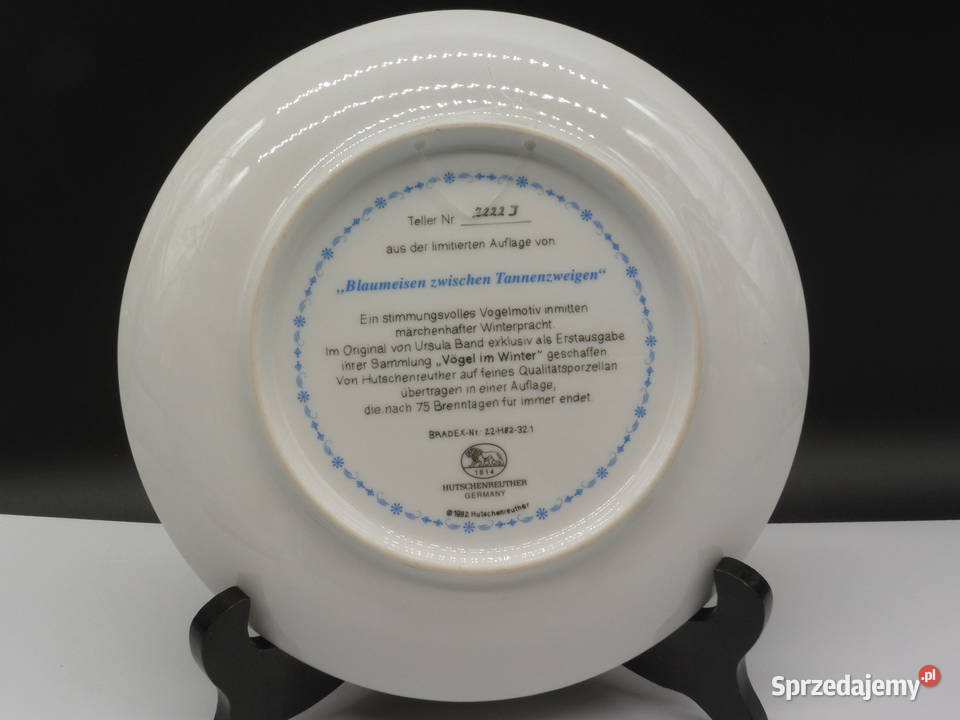 Teller Nr. 2222 J
aus der limitierten Auflage von
„Blaumeisen zwischen Tannenzweigen“
Ein stimmungsvolles Vogelmotiv inmitten
märchenhafter Winterpracht.
Im Original von Ursula Band exklusiv als Erstausgabe
ihrer Sammlung „Vögel im Winter“ geschaffen.
Von Hutschenreuther auf feines Qualitätsporzellan
übertragen in einer Auflage,
die nach 75 Brenntagen für immer endet
BRADEX-Nr.: 22-H82-32.1
1814
HUTSCHENREUTHER
GERMANY
©1992 Hutschenreuther
Sprzedajemy.pl